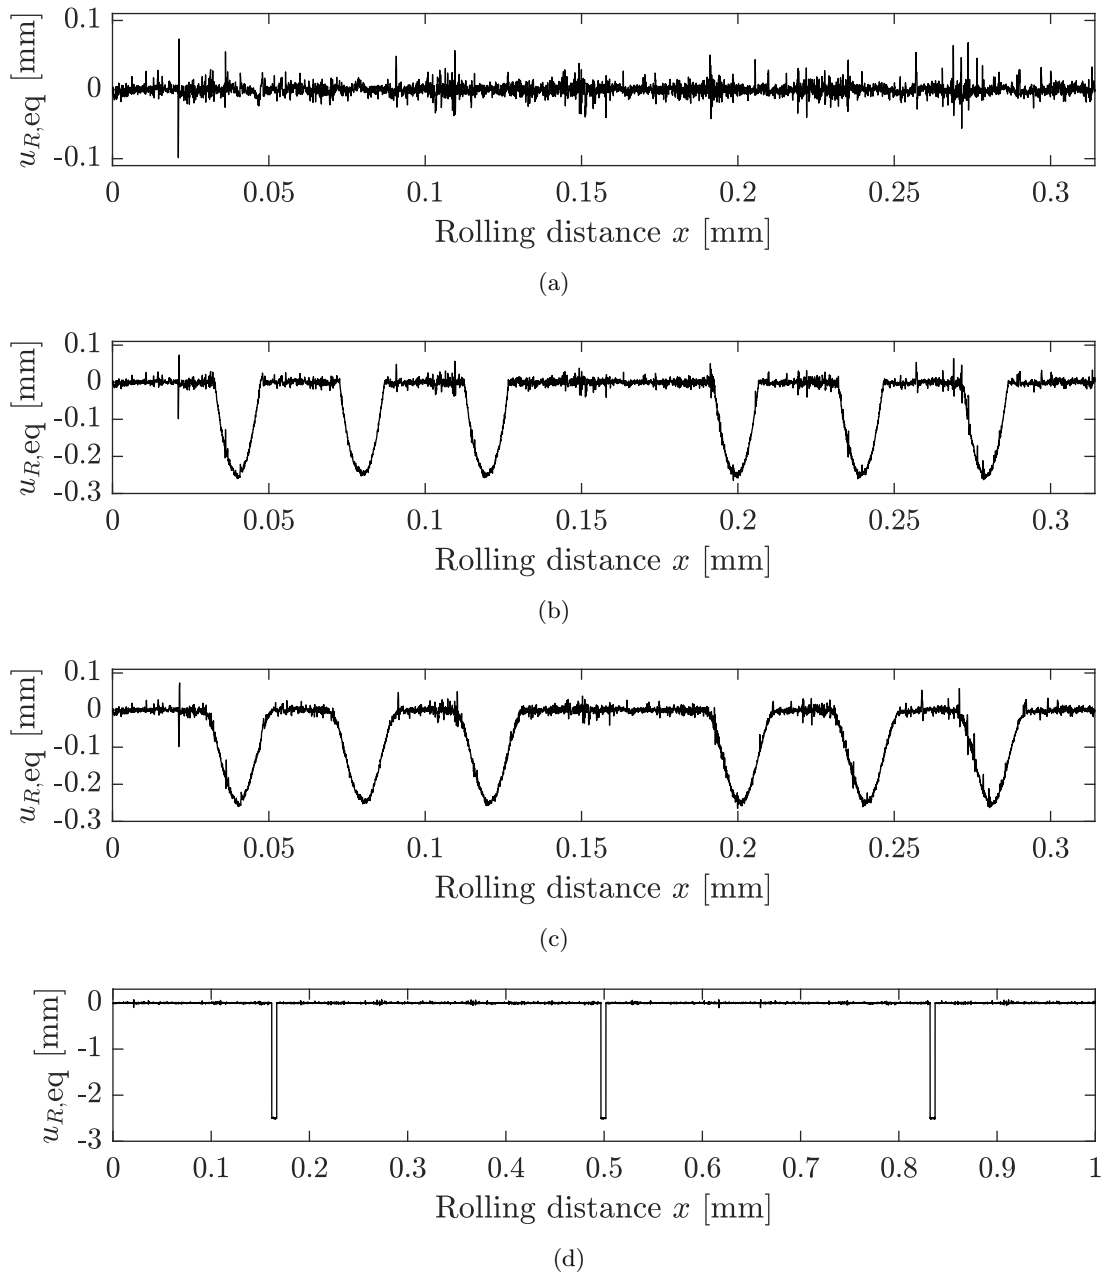 0.1
0
-0.1
u_{R,eq} [mm]
0 0.05 0.1 0.15 0.2 0.25 0.3
Rolling distance x [mm]
(a)
0.1
0
-0.1
-0.2
-0.3
u_{R,eq} [mm]
0 0.05 0.1 0.15 0.2 0.25 0.3
Rolling distance x [mm]
(b)
0.1
0
-0.1
-0.2
-0.3
u_{R,eq} [mm]
0 0.05 0.1 0.15 0.2 0.25 0.3
Rolling distance x [mm]
(c)
0
-1
-2
-3
u_{R,eq} [mm]
0 0.1 0.2 0.3 0.4 0.5 0.6 0.7 0.8 0.9 1
Rolling distance x [mm]
(d)